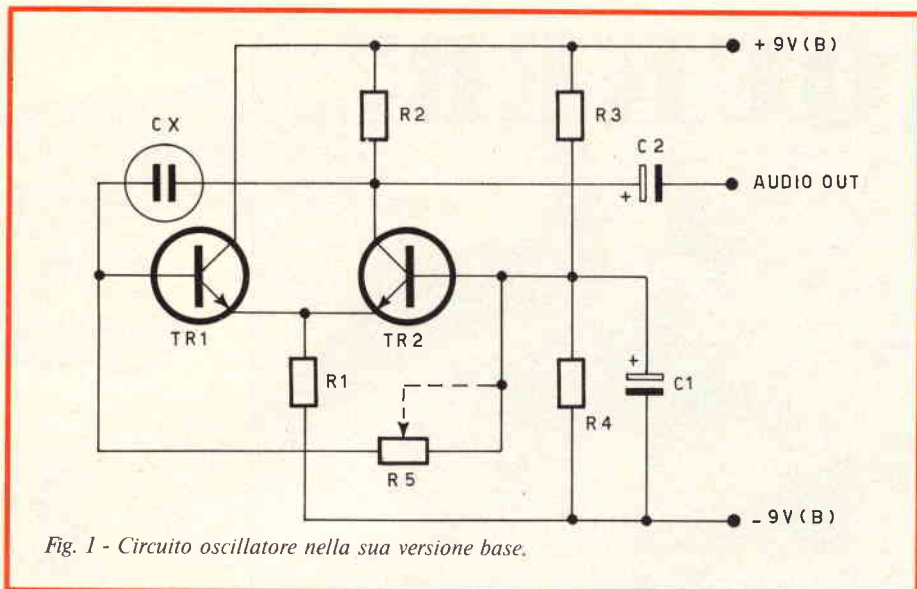 + 9V (B)
R2
R3
CX
C2
+
AUDIO OUT
TR1
TR2
R1
+
C1
R4
R5
- 9V (B)
Fig. 1 - Circuito oscillatore nella sua versione base.